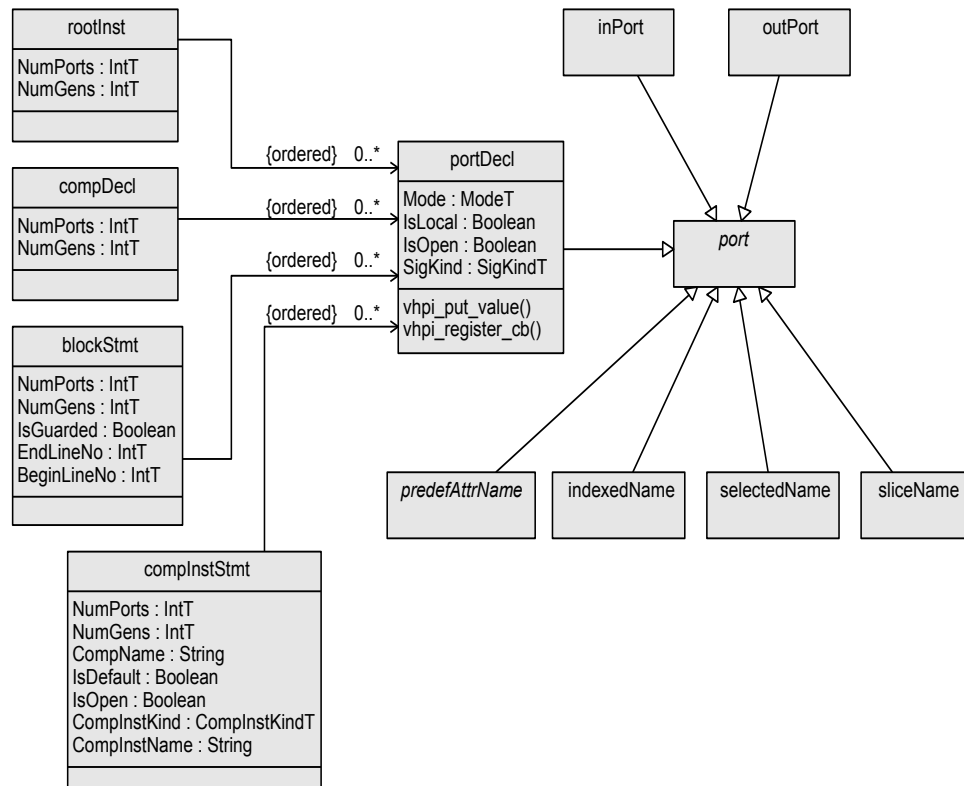 rootInst
NumPorts : IntT
NumGens : IntT
inPort
outPort
{ordered} 0..*
compDecl
NumPorts : IntT
NumGens : IntT
{ordered} 0..*
{ordered} 0..*
{ordered} 0..*
portDecl
Mode : ModeT
IsLocal : Boolean
IsOpen : Boolean
SigKind : SigKindT
vhpi_put_value()
vhpi_register_cb()
port
blockStmt
NumPorts : IntT
NumGens : IntT
IsGuarded : Boolean
EndLineNo : IntT
BeginLineNo : IntT
predefAttrName
indexedName
selectedName
sliceName
compInstStmt
NumPorts : IntT
NumGens : IntT
CompName : String
IsDefault : Boolean
IsOpen : Boolean
CompInstKind : CompInstKindT
CompInstName : String